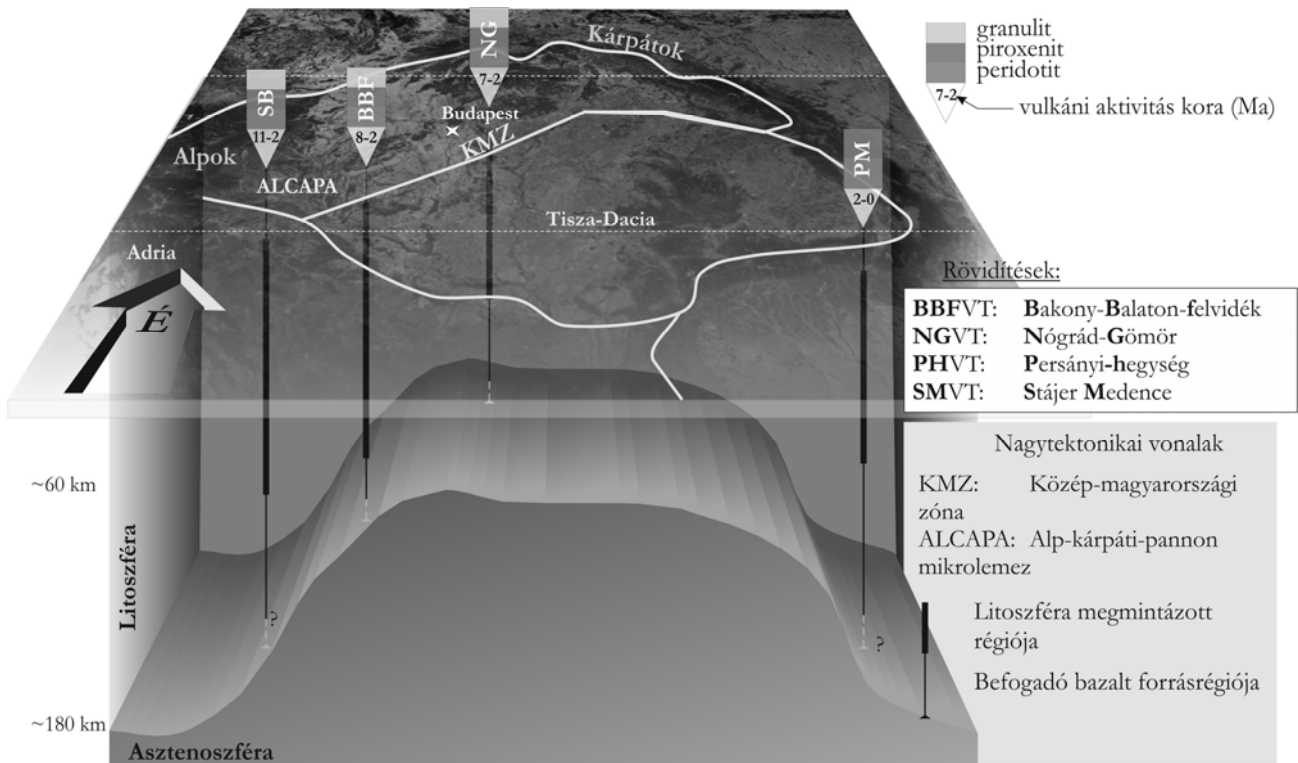 NG
7-2
Kárpátok
granulit
piroxenit
peridotit
7-2
vulkáni aktivitás kora (Ma)
SB
11-2
BBF
8-2
Budapest
KMZ
Alpok
ALCAPA
PM
2-0
Tisza-Dacia
Adria
É
Rövidítések:
BBFVT: Bakony-Balaton-felvidék
NGVT: Nógrád-Gömör
PHVT: Persányi-hegység
SMVT: Stájer Medence
Nagytektonikai vonalak
KMZ: Közép-magyarországi
zóna
ALCAPA: Alp-kárpáti-pannon
mikrolemez
Litoszféra megmintázott
régiója
Befogadó bazalt forrásrégiója
~60 km
Litoszféra
?
?
~180 km
Asztenoszféra